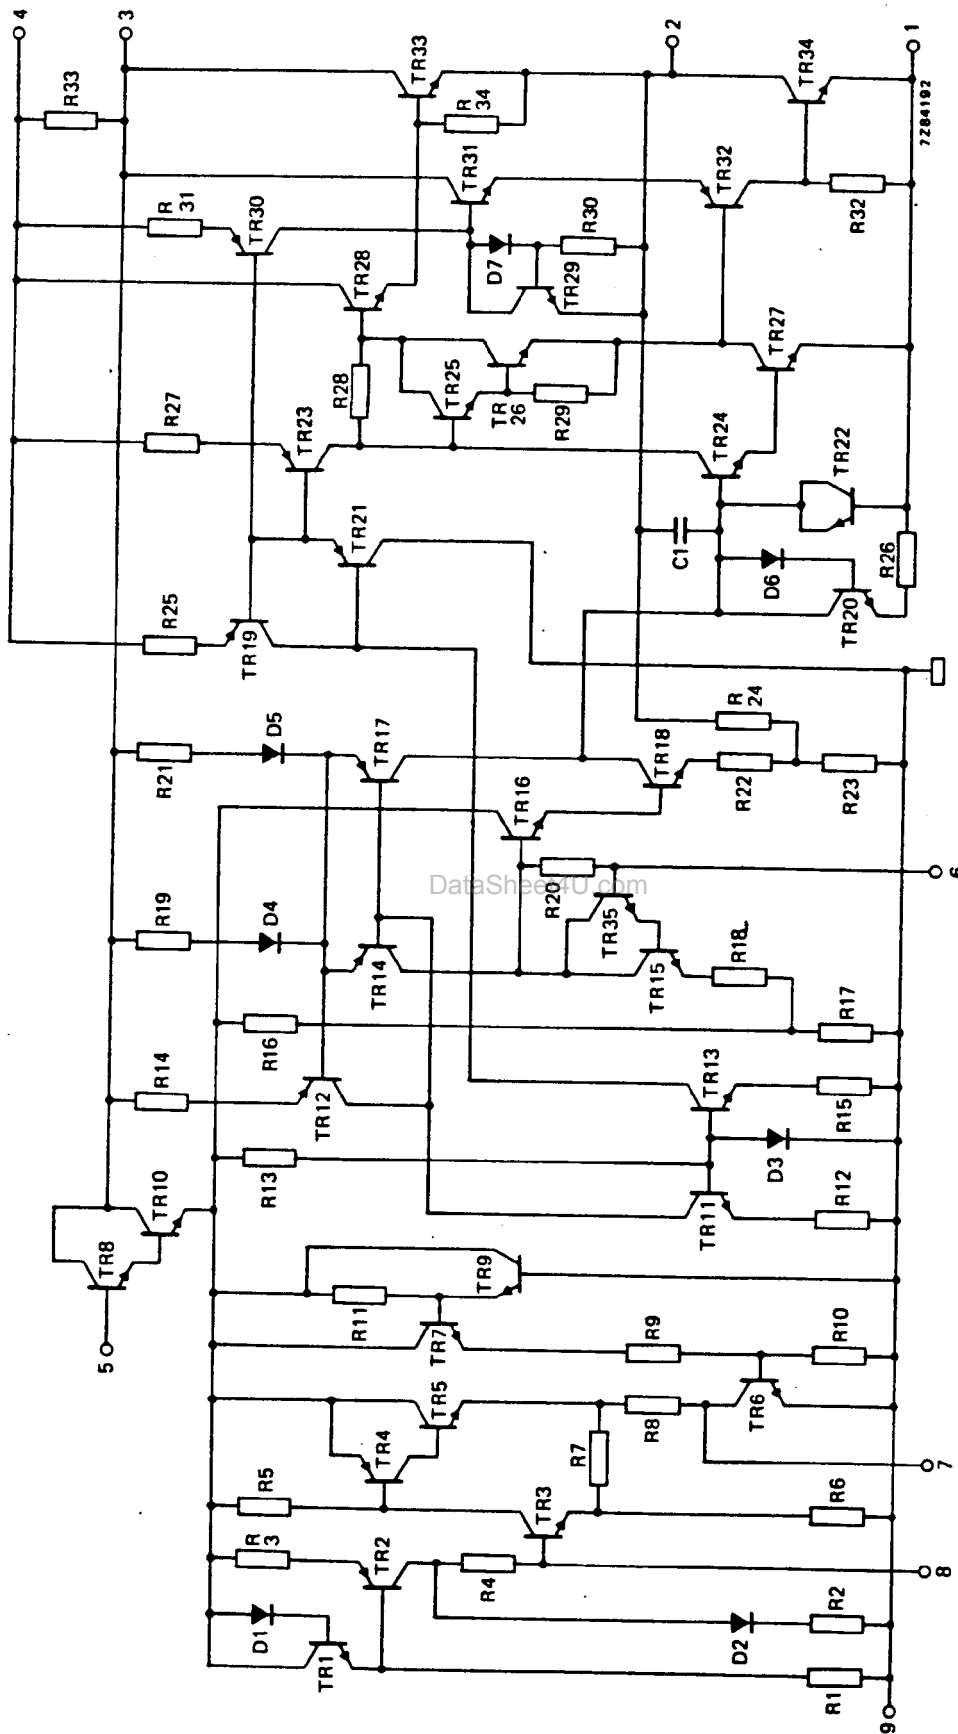 4
3
R33
TR33
R
34
2
TR34
1
7Z84192
R
31
TR30
TR31
TR32
R32
D7
R30
TR29
TR28
R28
TR25
TR
26
R29
TR27
R27
TR23
TR24
TR22
TR21
C1
D6
R26
TR20
R25
TR19
R
24
R21
D5
TR17
TR18
R22
R23
TR16
R20
6
DataSheet4U.com
R19
D4
TR14
TR35
TR15
R18
R16
R17
R14
TR12
TR13
R15
R13
D3
TR11
R12
TR10
TR8
5
R11
TR9
TR7
R9
R10
TR5
TR4
R8
TR6
R7
7
R5
TR3
R6
R
3
TR2
R4
8
D1
TR1
D2
R2
R1
9